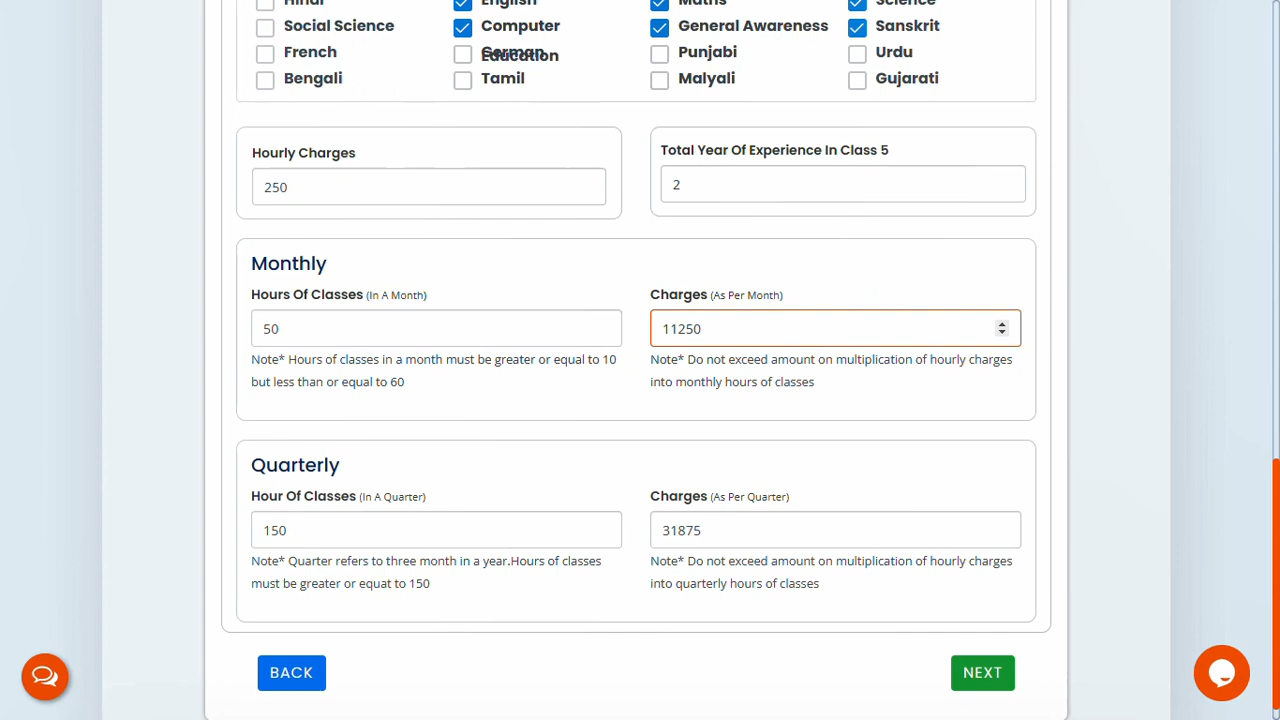 Hindi English Maths Science
Social Science Computer General Awareness Sanskrit
French German Punjabi Urdu
Education
Bengali Tamil Malyali Gujarati
Hourly Charges
250
Total Year Of Experience In Class 5
2
Monthly
Hours Of Classes (In A Month)
50
Note* Hours of classes in a month must be greater or equal to 10
but less than or equal to 60
Charges (As Per Month)
11250
Note* Do not exceed amount on multiplication of hourly charges
into monthly hours of classes
Quarterly
Hour Of Classes (In A Quarter)
150
Note* Quarter refers to three month in a year.Hours of classes
must be greater or equat to 150
Charges (As Per Quarter)
31875
Note* Do not exceed amount on multiplication of hourly charges
into quarterly hours of classes
BACK
NEXT